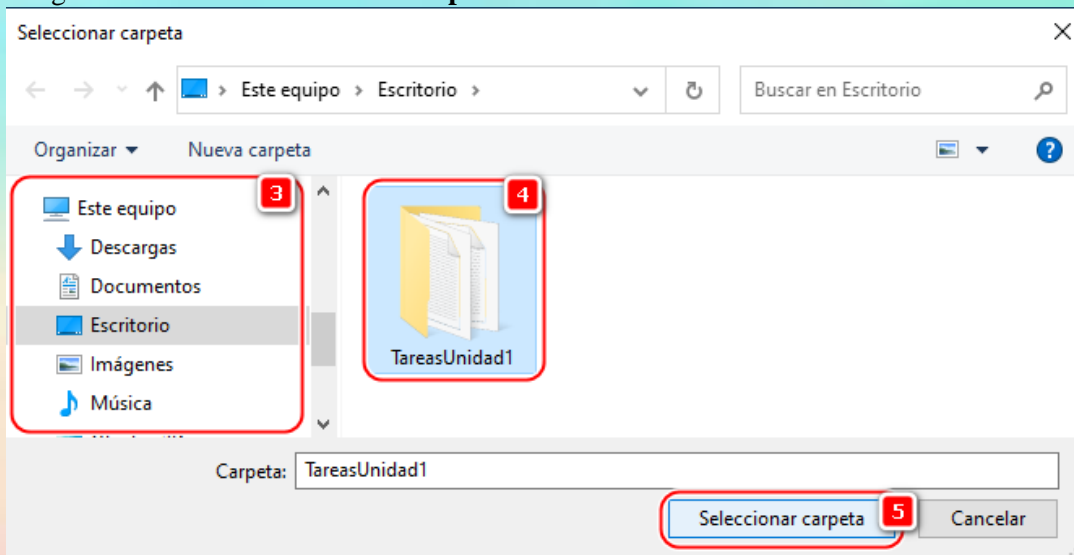 Seleccionar carpeta
Este equipo > Escritorio >
Buscar en Escritorio
Organizar
Nueva carpeta
3
Este equipo
Descargas
Documentos
Escritorio
Imágenes
Música
4
TareasUnidad1
Carpeta: TareasUnidad1
Seleccionar carpeta 5
Cancelar